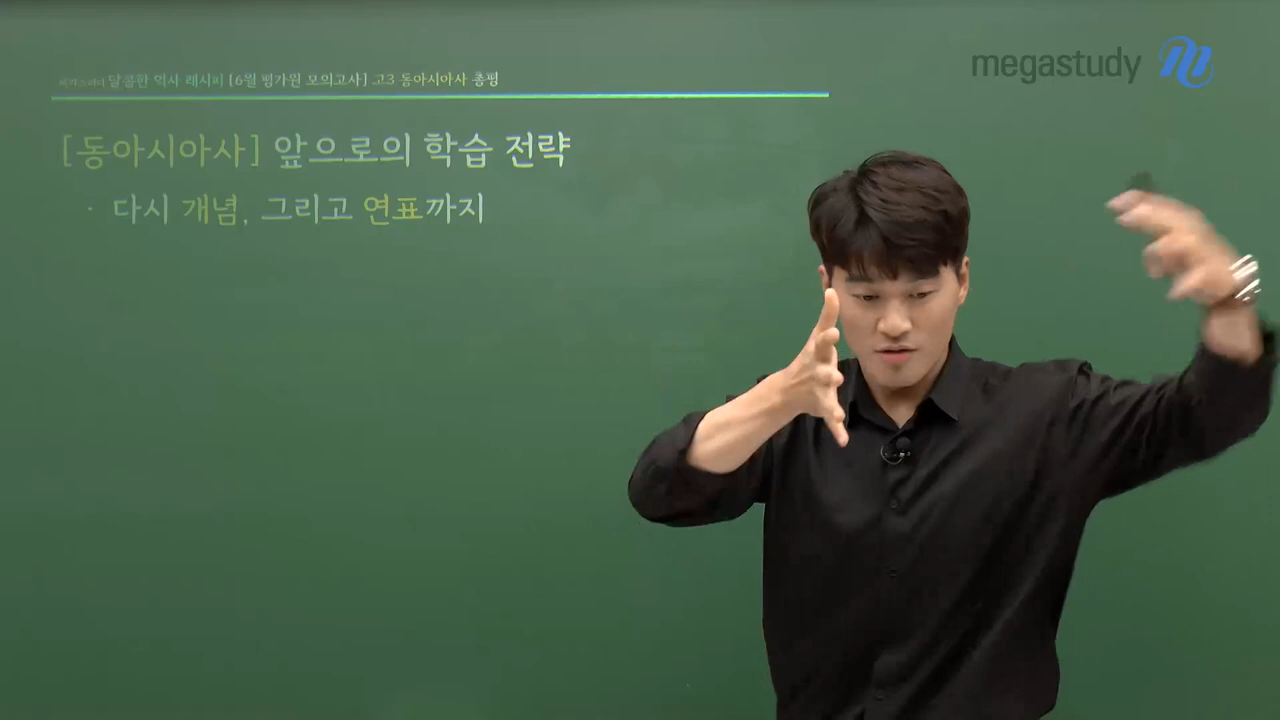 megastudy
달콤한 역사 레시피 [6월 평가원 모의고사] 고3 동아시아사 총평
[동아시아사] 앞으로의 학습 전략
· 다시 개념, 그리고 연표까지